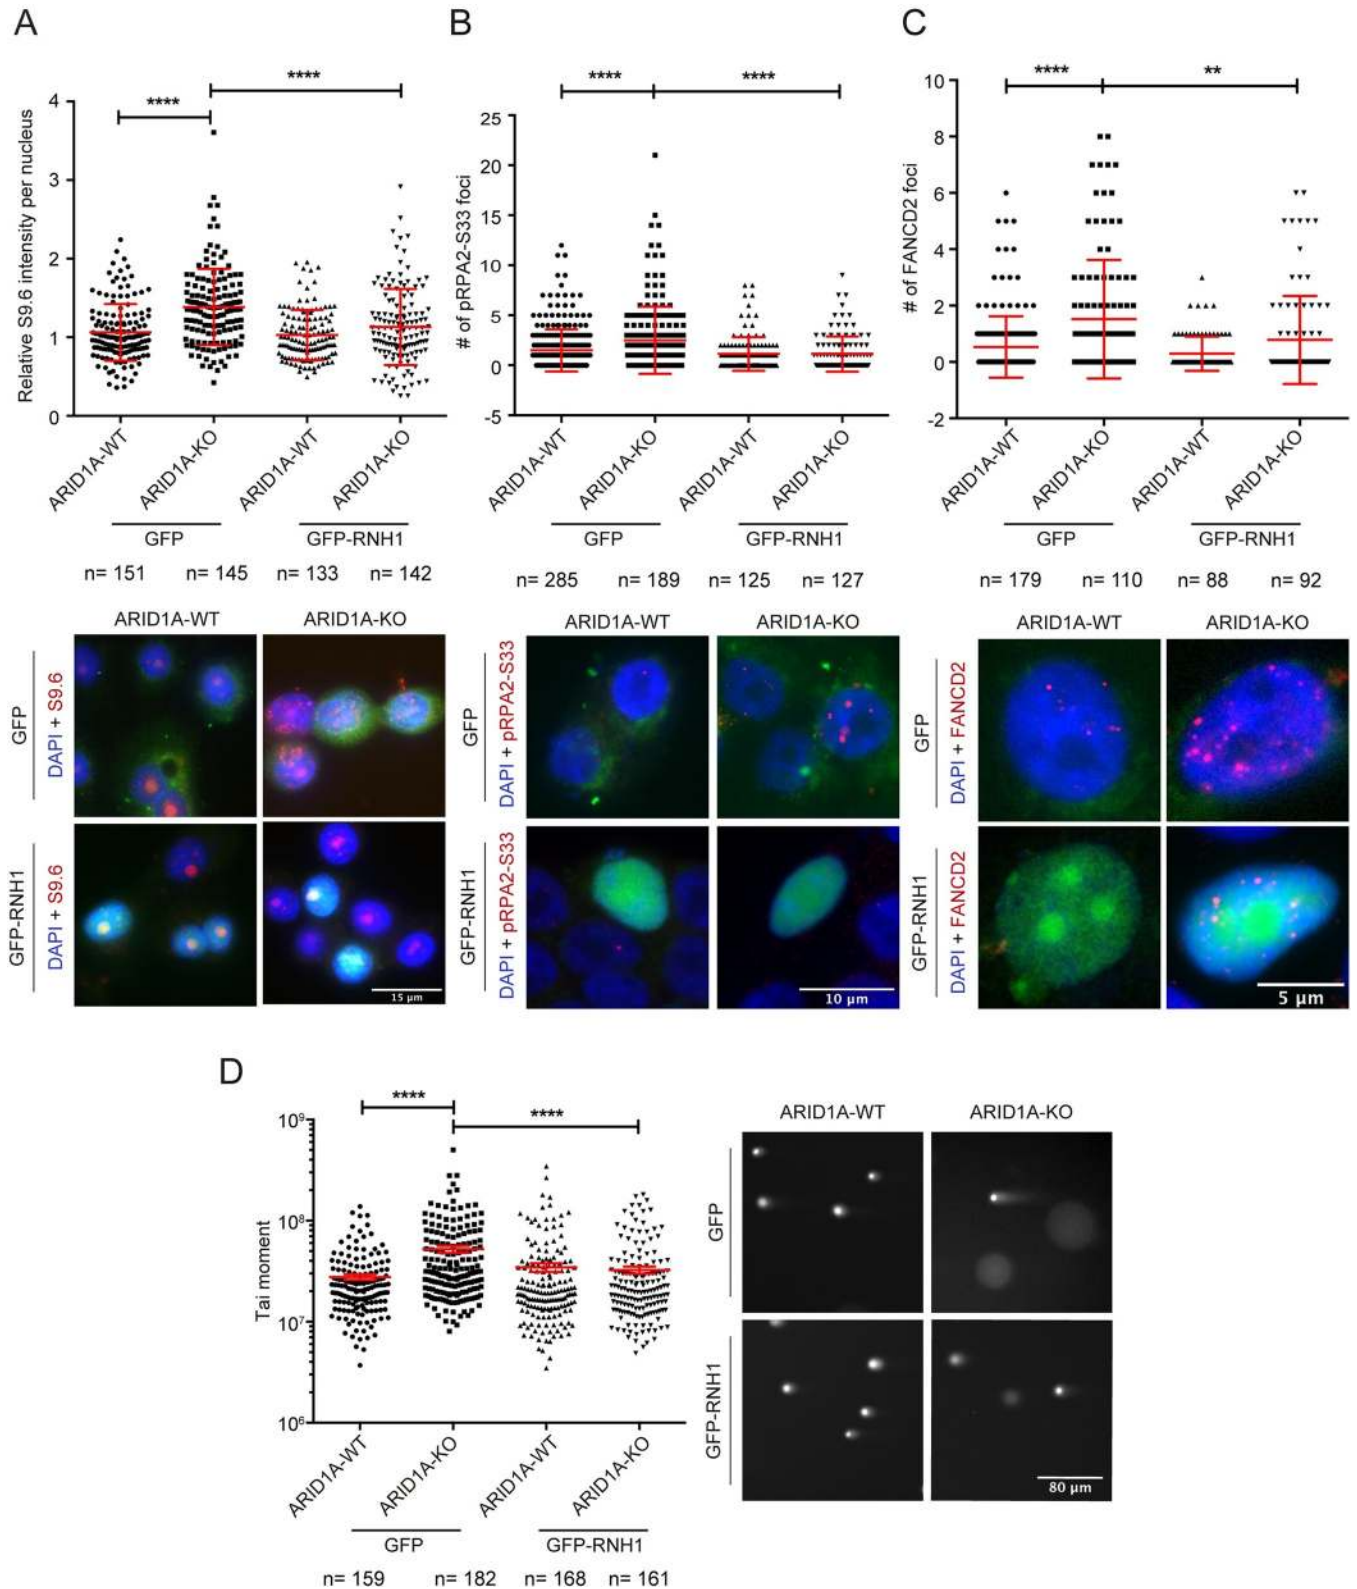 A
B
C
****
****
****
****
****
**
Relative S9.6 intensity per nucleus
4
3
2
1
0
# of pRPA2-S33 foci
25
20
15
10
5
0
-5
# of FANCD2 foci
10
8
6
4
2
0
-2
ARID1A-WT
ARID1A-KO
ARID1A-WT
ARID1A-KO
ARID1A-WT
ARID1A-KO
ARID1A-WT
ARID1A-KO
ARID1A-WT
ARID1A-KO
ARID1A-WT
ARID1A-KO
GFP GFP-RNH1
GFP GFP-RNH1
GFP GFP-RNH1
n= 151 n= 145 n= 133 n= 142
n= 285 n= 189 n= 125 n= 127
n= 179 n= 110 n= 88 n= 92
ARID1A-WT ARID1A-KO
GFP
DAPI + S9.6
GFP-RNH1
DAPI + S9.6
15 µm
ARID1A-WT ARID1A-KO
GFP
DAPI + pRPA2-S33
GFP-RNH1
DAPI + pRPA2-S33
10 µm
ARID1A-WT ARID1A-KO
GFP
DAPI + FANCD2
GFP-RNH1
DAPI + FANCD2
5 µm
D
****
****
Tai moment
10⁹
10⁸
10⁷
10⁶
ARID1A-WT
ARID1A-KO
ARID1A-WT
ARID1A-KO
GFP GFP-RNH1
n= 159 n= 182 n= 168 n= 161
ARID1A-WT ARID1A-KO
GFP
GFP-RNH1
80 µm